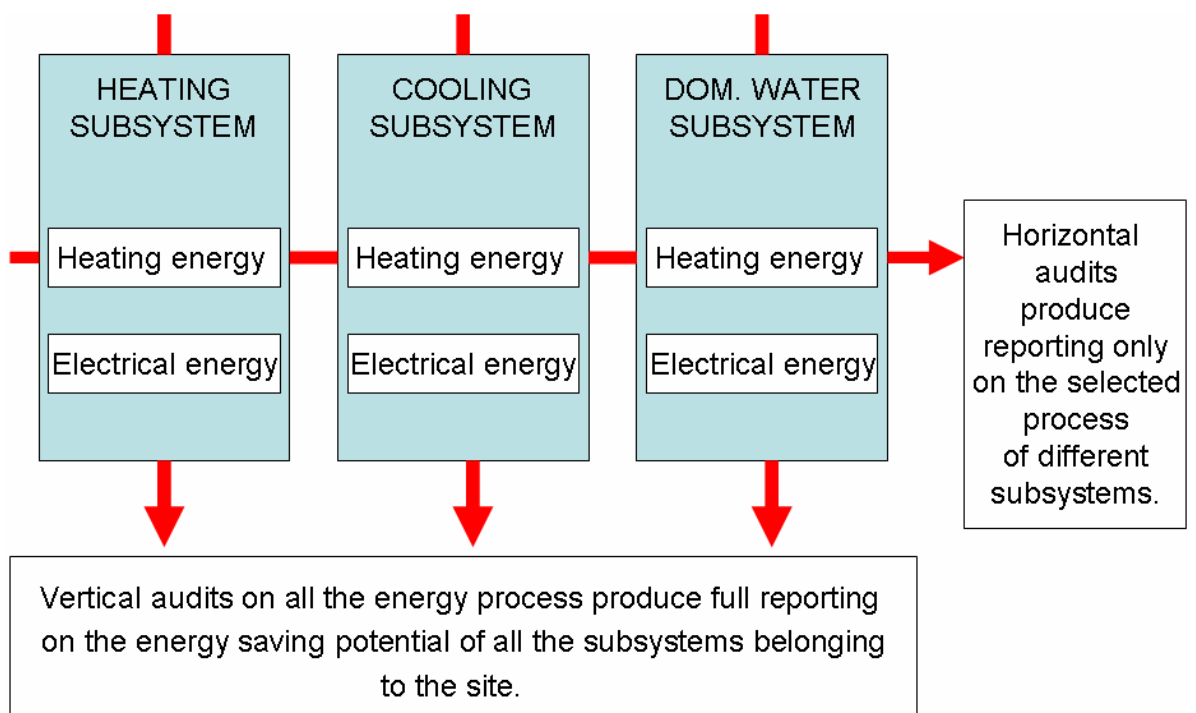 HEATING
SUBSYSTEM
COOLING
SUBSYSTEM
DOM. WATER
SUBSYSTEM
Heating energy
Heating energy
Heating energy
Electrical energy
Electrical energy
Electrical energy
Horizontal
audits
produce
reporting only
on the selected
process
of different
subsystems.
Vertical audits on all the energy process produce full reporting
on the energy saving potential of all the subsystems belonging
to the site.